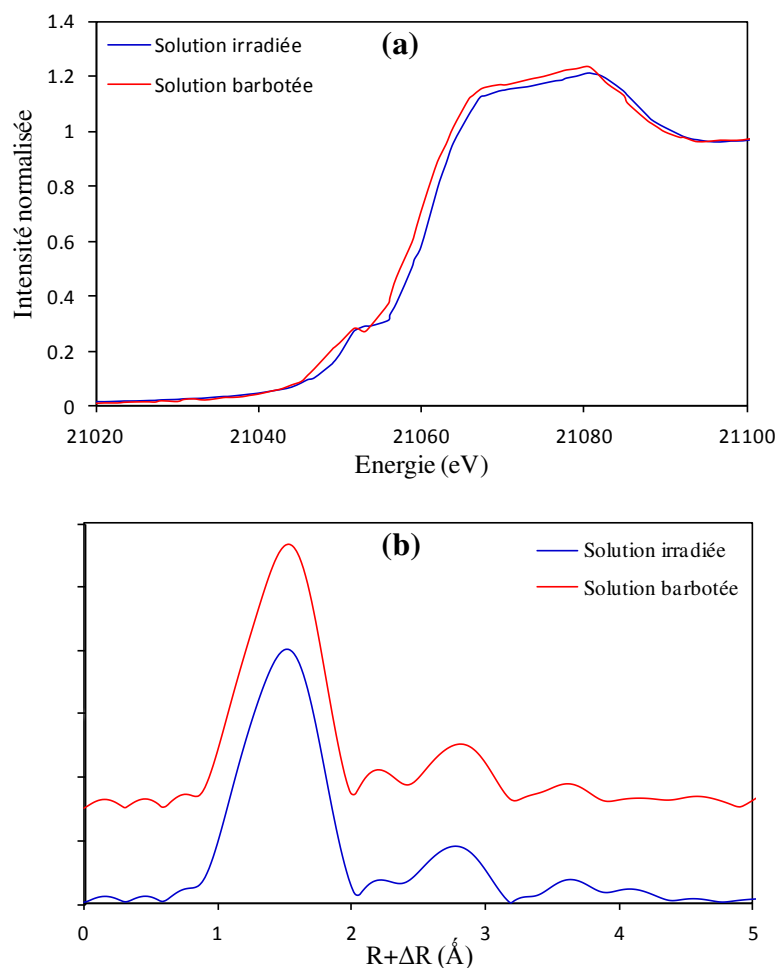 (a)
Solution irradiée
Solution barbotée
Intensité normalisée
1.4
1.2
1
0.8
0.6
0.4
0.2
0
21020 21040 21060 21080 21100
Energie (eV)
(b)
Solution irradiée
Solution barbotée
0 1 2 3 4 5
R+ΔR (Ǻ)